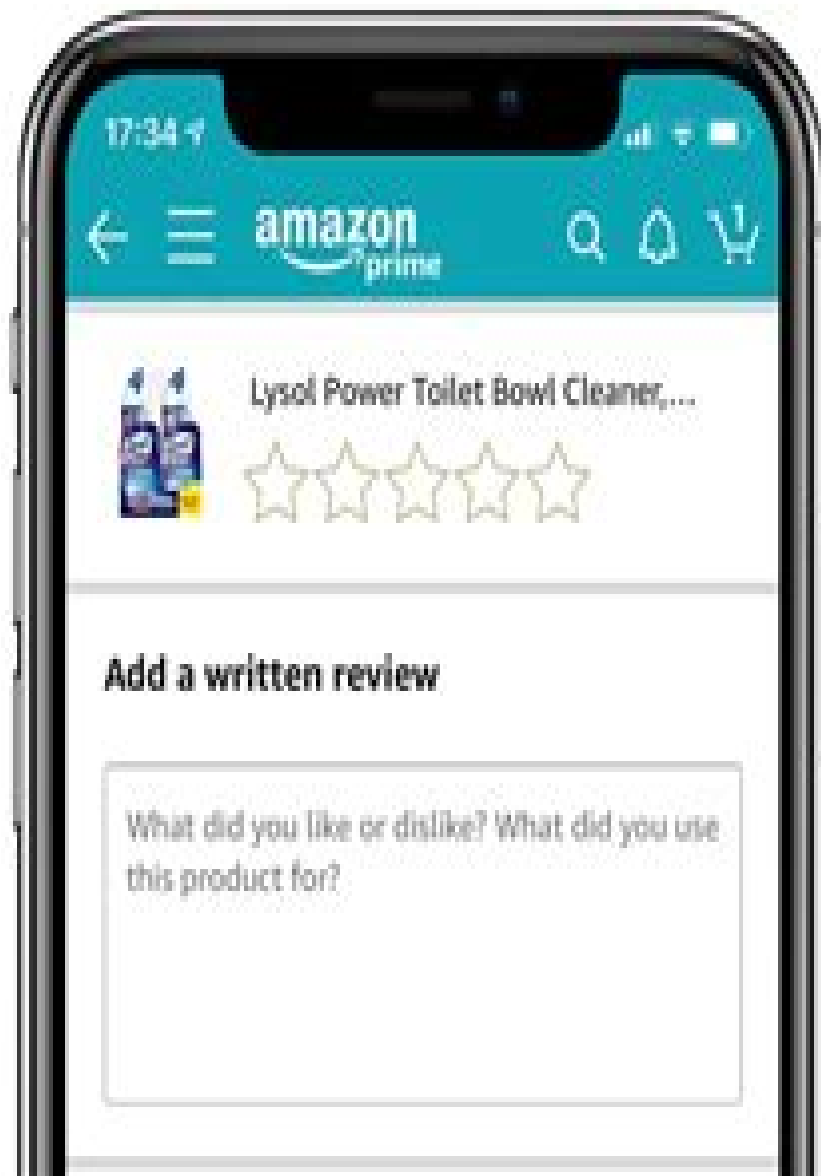 17:34
amazon
prime
1
Lysol Power Toilet Bowl Cleaner,...
Add a written review
What did you like or dislike? What did you use
this product for?